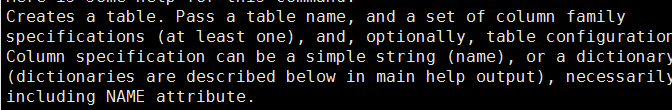 Here is some help for this command:
Creates a table. Pass a table name, and a set of column family
specifications (at least one), and, optionally, table configuration
Column specification can be a simple string (name), or a dictionary
(dictionaries are described below in main help output), necessarily
including NAME attribute.